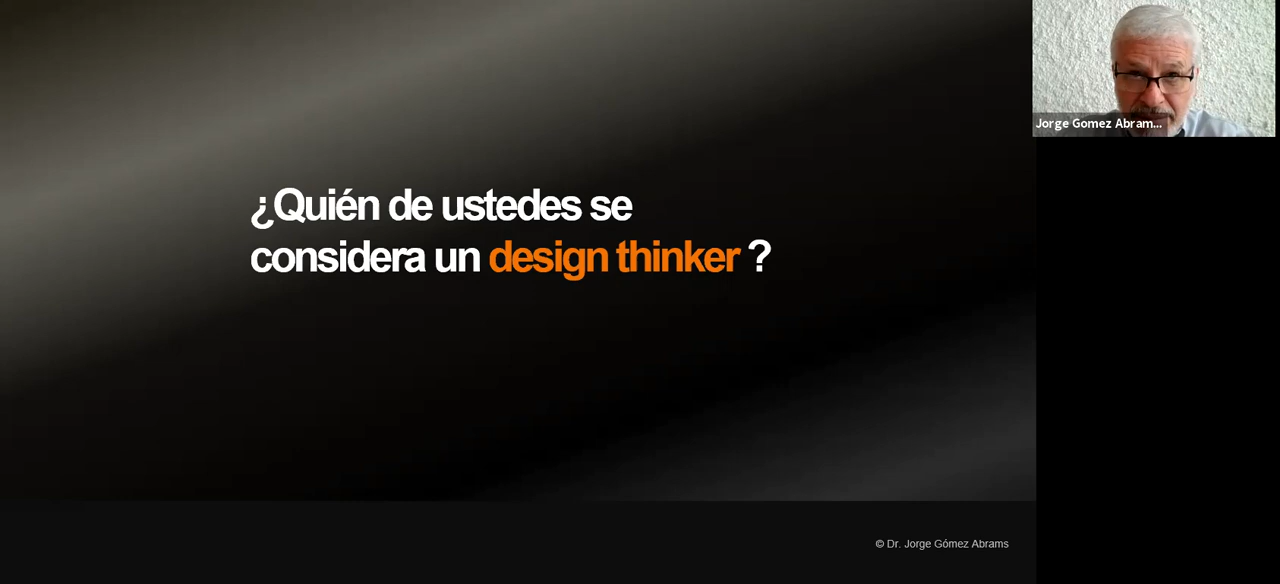 ¿Quién de ustedes se
considera un design thinker ?
Jorge Gomez Abram...
© Dr. Jorge Gómez Abrams